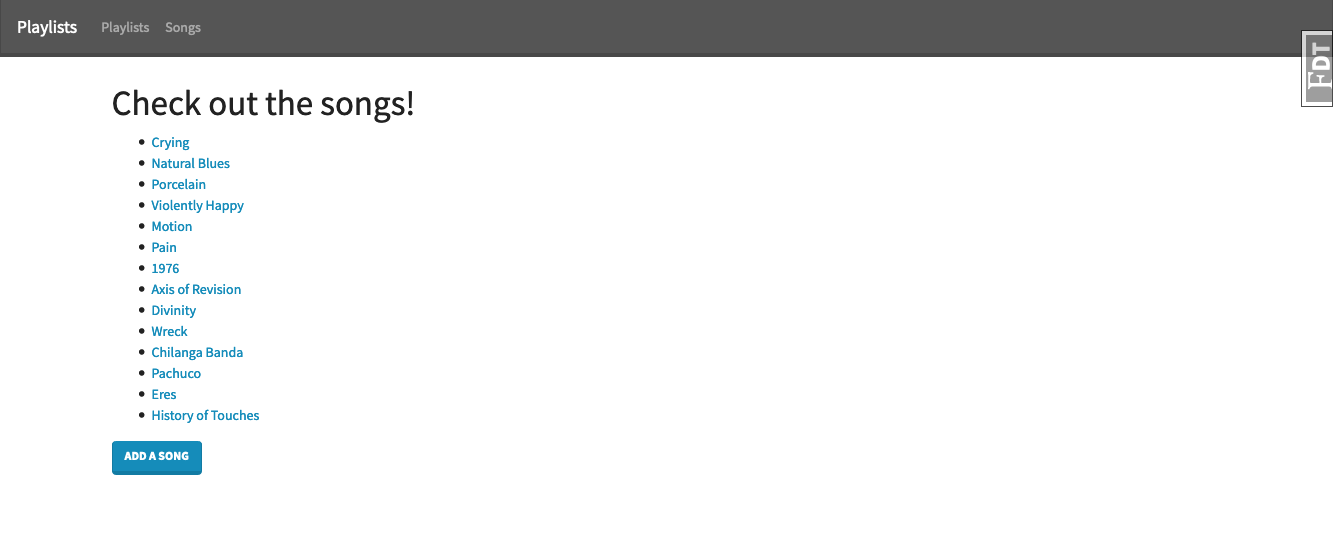 Playlists Playlists Songs
FDT
Check out the songs!
Crying
Natural Blues
Porcelain
Violently Happy
Motion
Pain
1976
Axis of Revision
Divinity
Wreck
Chilanga Banda
Pachuco
Eres
History of Touches
ADD A SONG